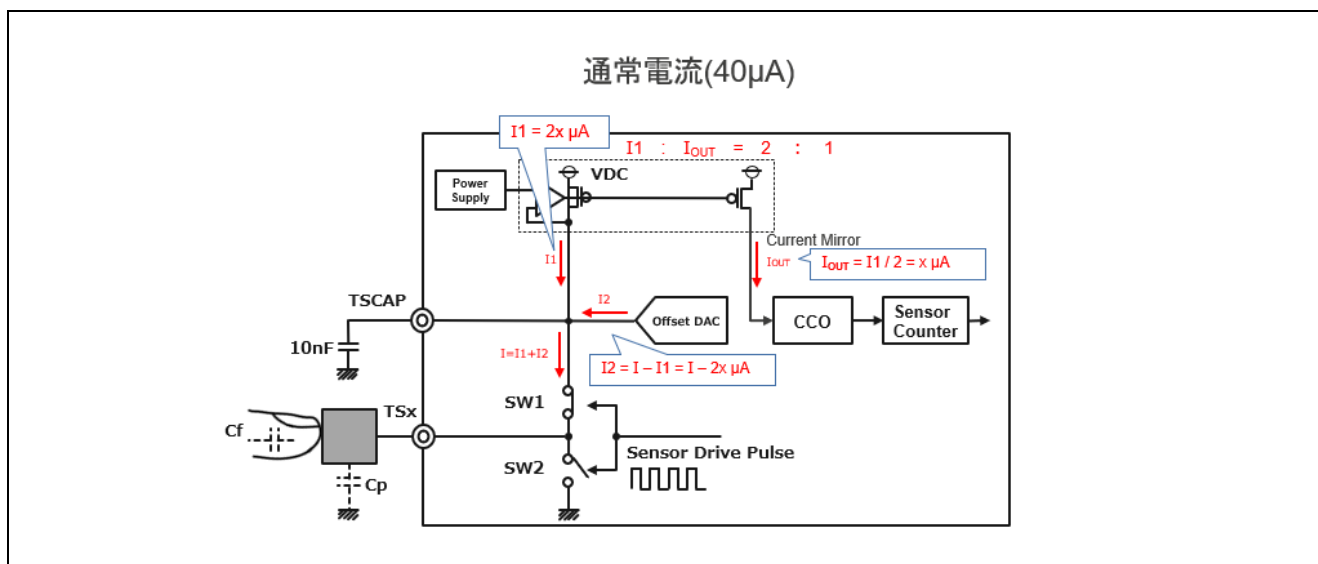 通常電流(40µA)
I1 = 2x µA
I1 : IOUT = 2 : 1
VDC
Power
Supply
Current Mirror
I1
IOUT
IOUT = I1 / 2 = x µA
TSCAP
I2
Offset DAC
CCO
Sensor
Counter
10nF
I=I1+I2
I2 = I – I1 = I – 2x µA
SW1
TSx
Cf
Sensor Drive Pulse
SW2
Cp